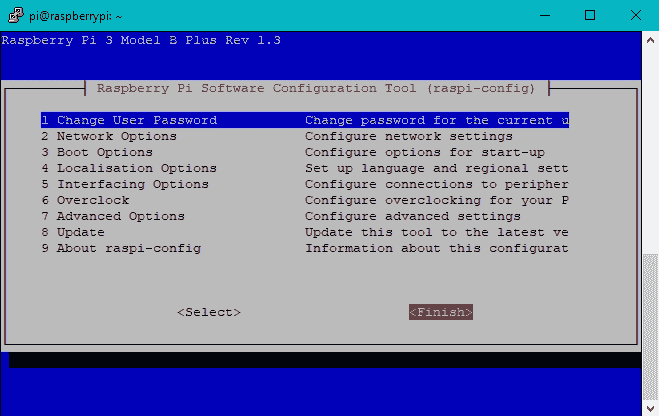 pi@raspberrypi: ~
Raspberry Pi 3 Model B Plus Rev 1.3
Raspberry Pi Software Configuration Tool (raspi-config)
1 Change User Password Change password for the current u
2 Network Options Configure network settings
3 Boot Options Configure options for start-up
4 Localisation Options Set up language and regional sett
5 Interfacing Options Configure connections to peripher
6 Overclock Configure overclocking for your P
7 Advanced Options Configure advanced settings
8 Update Update this tool to the latest ve
9 About raspi-config Information about this configurat
<Select> <Finish>